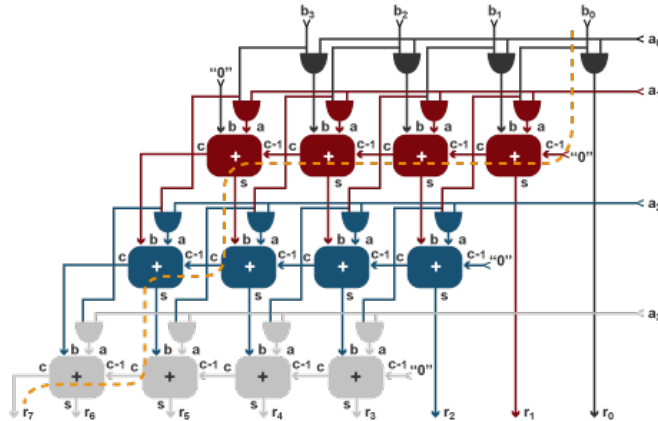 b₃ b₂ b₁ b₀
a₀
"0"
a₁
b a b a b a b a
c c-1 c c-1 c c-1 c c-1
+ + + + "0"
s s s s
a₂
b a b a b a b a
c c-1 c c-1 c c-1 c c-1
+ + + + "0"
s s s s
a₃
b a b a b a b a
c c-1 c c-1 c c-1 c c-1
+ + + + "0"
s s s s
r₇ r₆ r₅ r₄ r₃ r₂ r₁ r₀